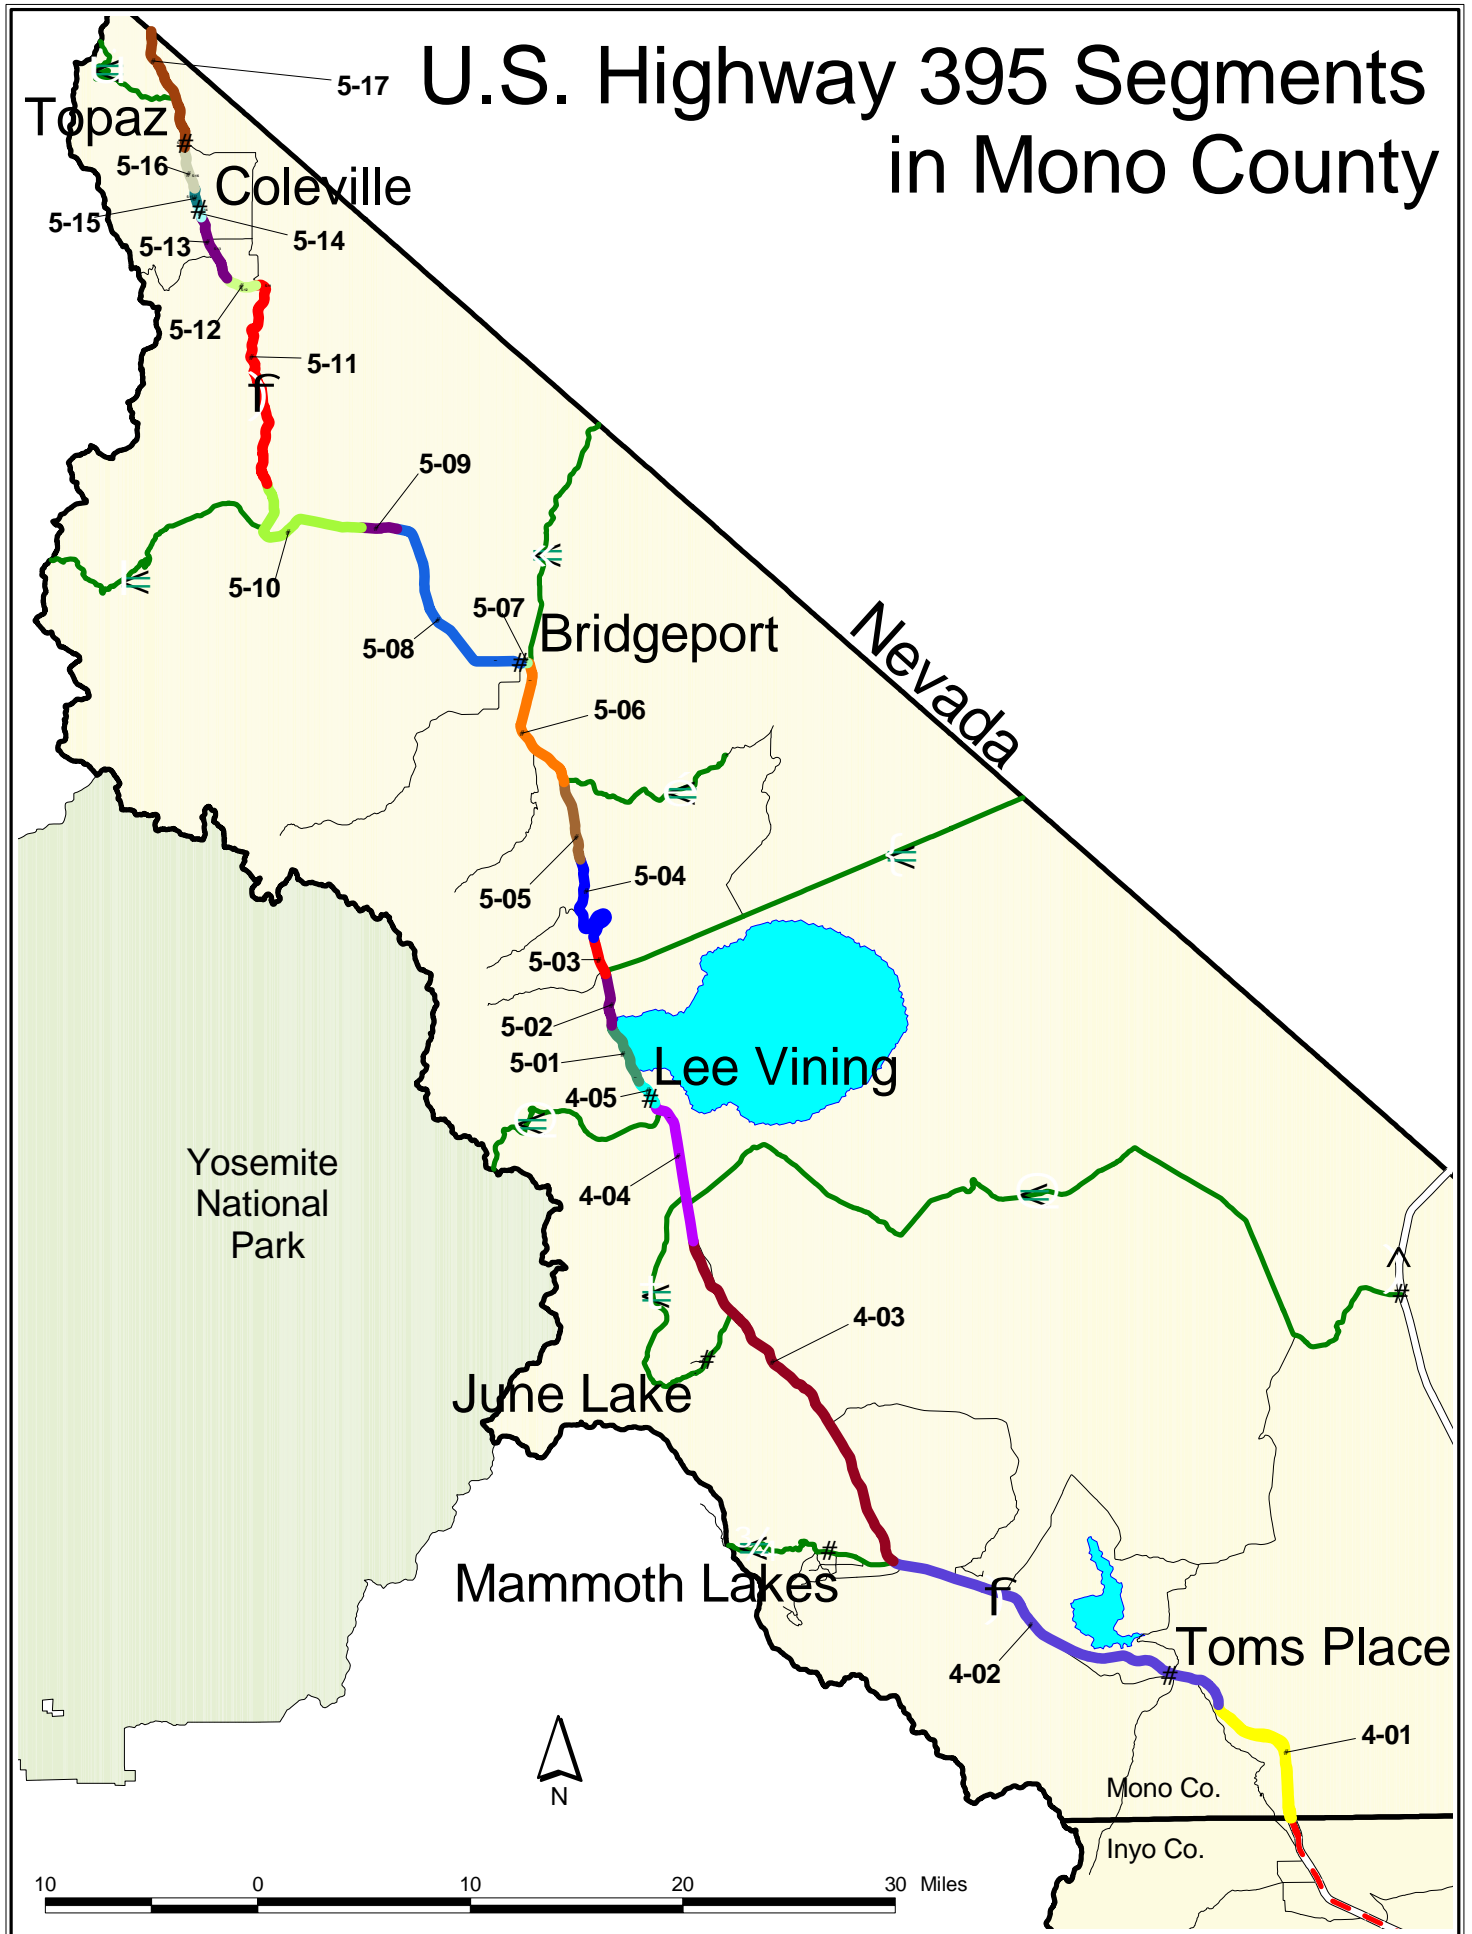 U.S. Highway 395 Segments
in Mono County
5-17
Topaz
#
5-16
Coleville
5-15
#
5-14
5-13
5-12
5-11
f
5-09
5-10
5-07
Bridgeport
#
5-08
Nevada
5-06
5-05
5-04
5-03
5-02
5-01
Lee Vining
4-05
#
4-04
Yosemite
National
Park
#
4-03
#
June Lake
#
Mammoth Lakes
f
Toms Place
#
4-02
4-01
Mono Co.
Inyo Co.
N
10 0 10 20 30 Miles